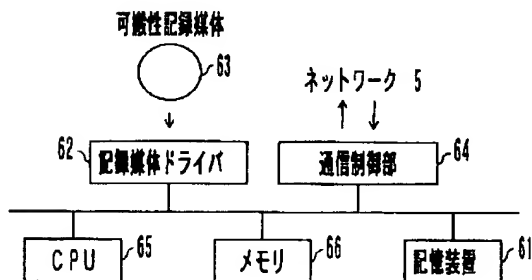 可搬性記録媒体
63
ネットワーク 5
62
記録媒体ドライバ
通信制御部
64
CPU
65
メモリ
66
記憶装置
61